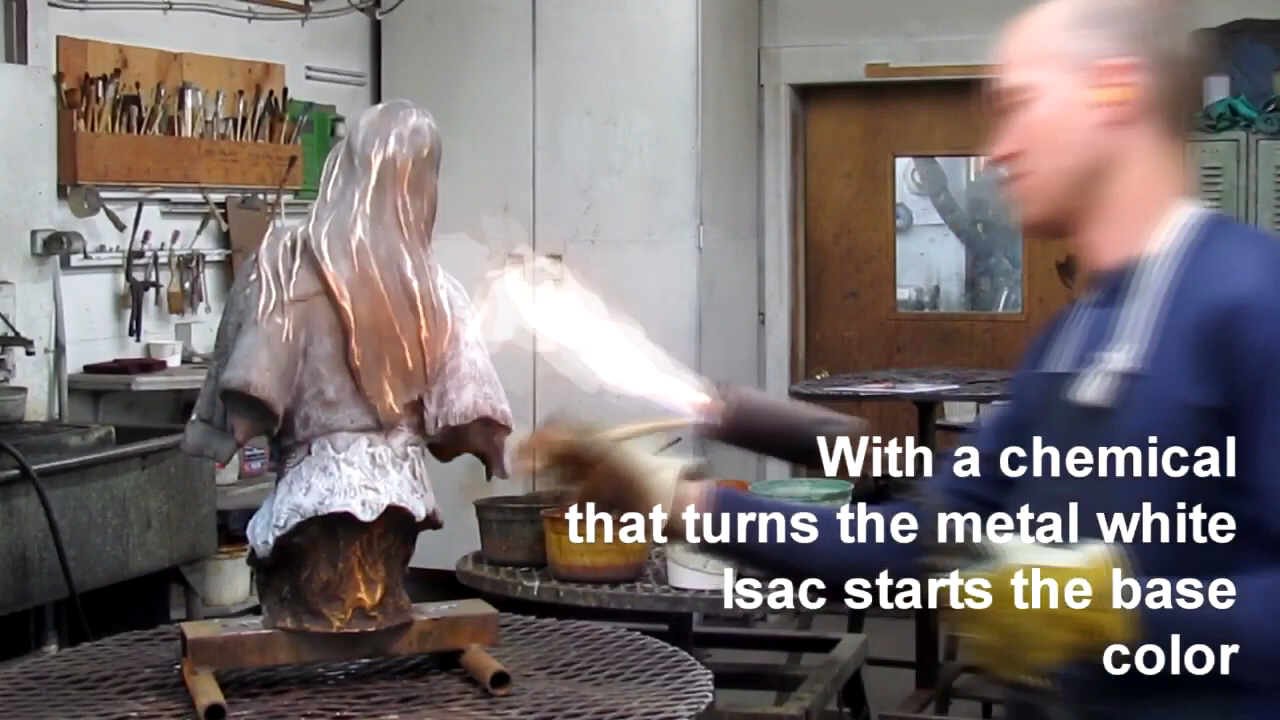 With a chemical
that turns the metal white
Isac starts the base
color